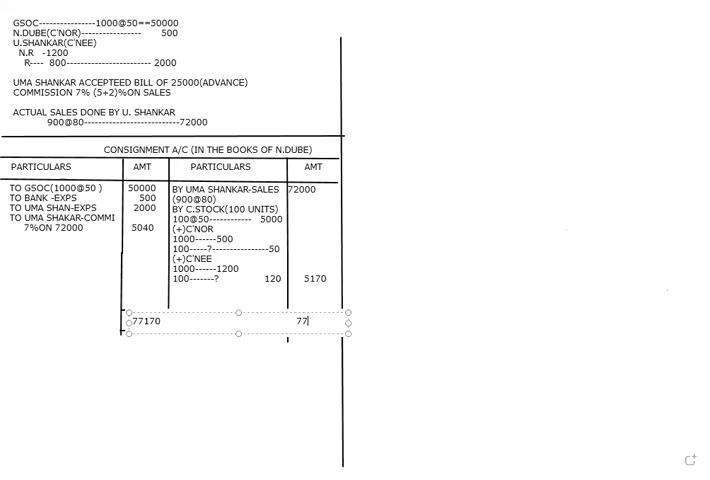 GSOC----------------1000@50==50000
N.DUBE(C'NOR)----------------- 500
U.SHANKAR(C'NEE)
N.R -1200
R---- 800------------------------ 2000
UMA SHANKAR ACCEPTEED BILL OF 25000(ADVANCE)
COMMISSION 7% (5+2)%ON SALES
ACTUAL SALES DONE BY U. SHANKAR
900@80---------------------------72000
CONSIGNMENT A/C (IN THE BOOKS OF N.DUBE)
PARTICULARS AMT PARTICULARS AMT
TO GSOC(1000@50 ) 50000 BY UMA SHANKAR-SALES 72000
TO BANK -EXPS 500 (900@80)
TO UMA SHAN-EXPS 2000 BY C.STOCK(100 UNITS)
TO UMA SHAKAR-COMMI 100@50------------ 5000
7%ON 72000 5040 (+)C'NOR
1000------500
100-----?----------------50
(+)C'NEE
1000------1200
100-------? 120 5170
77170 77